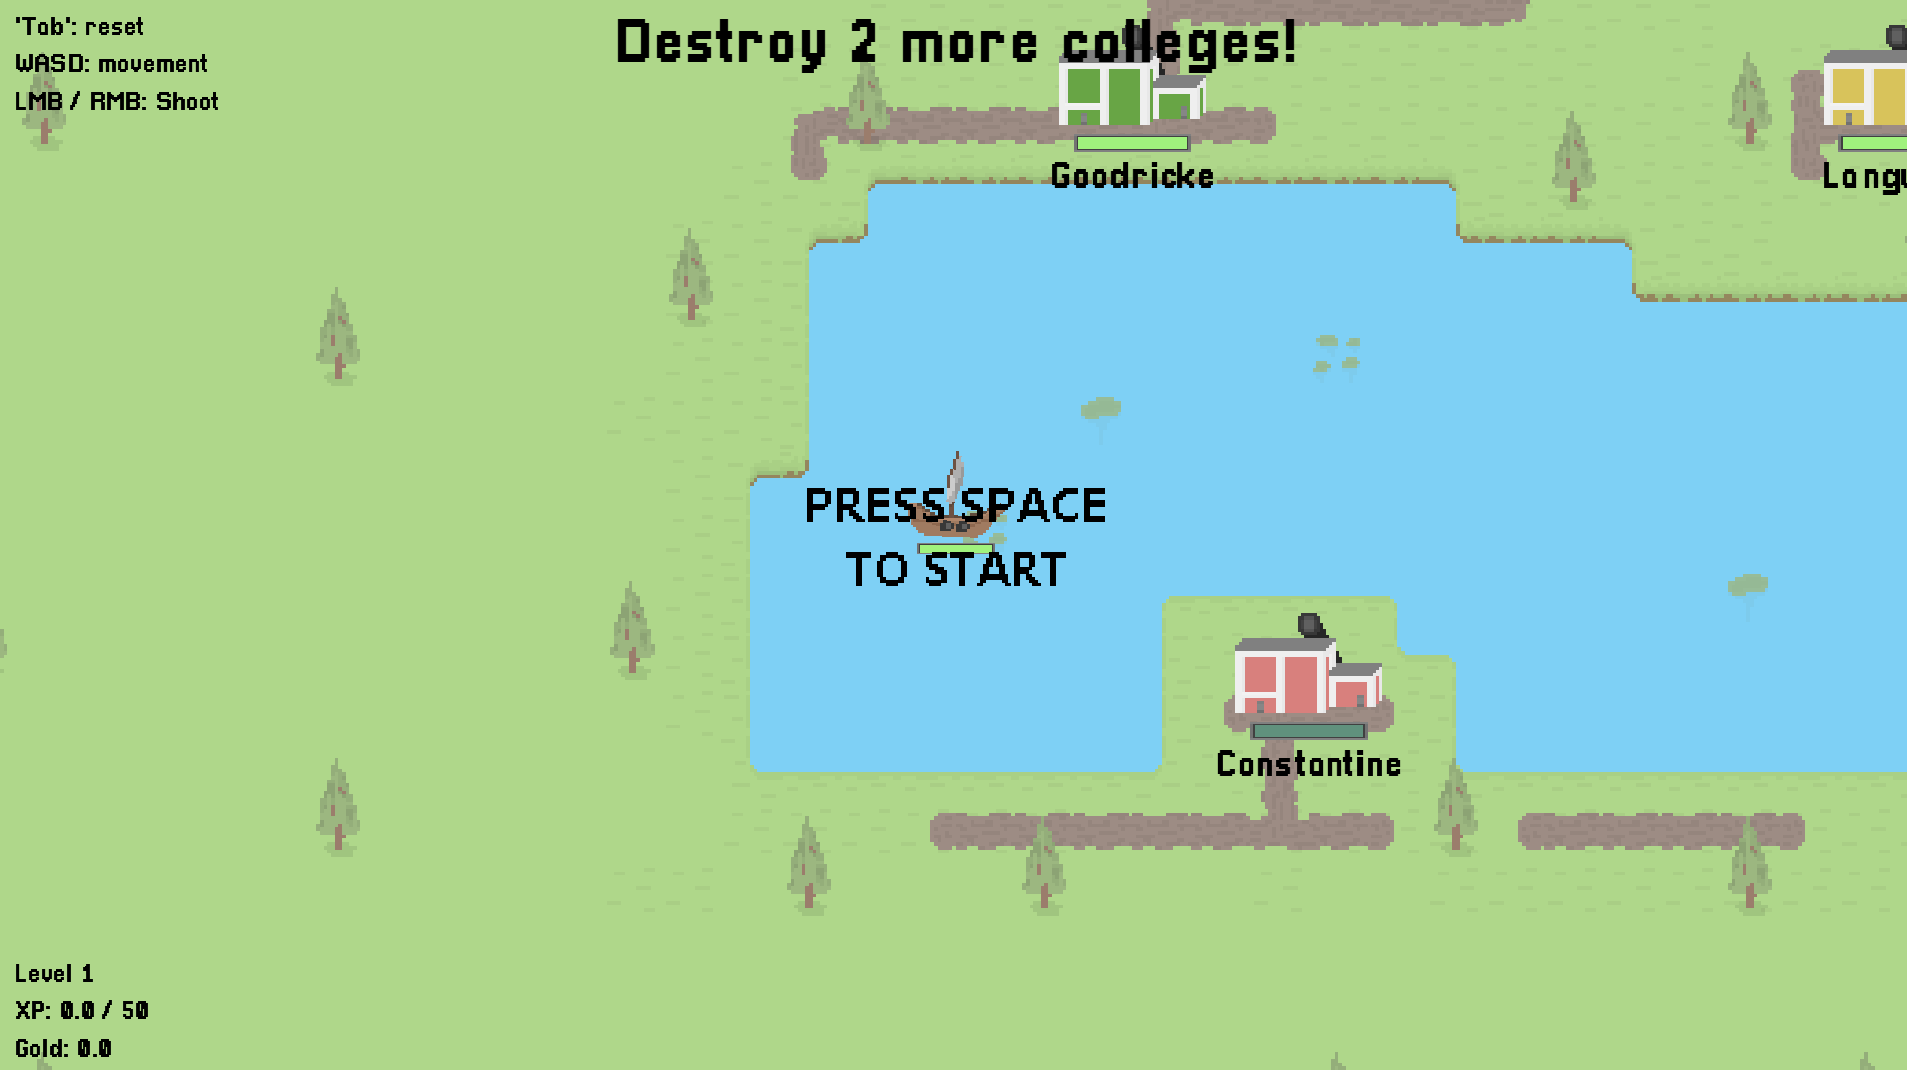 'Tab': reset
WASD: movement
LMB / RMB: Shoot
Destroy 2 more colleges!
Goodricke
PRESS SPACE
TO START
Constantine
Level 1
XP: 0.0 / 50
Gold: 0.0